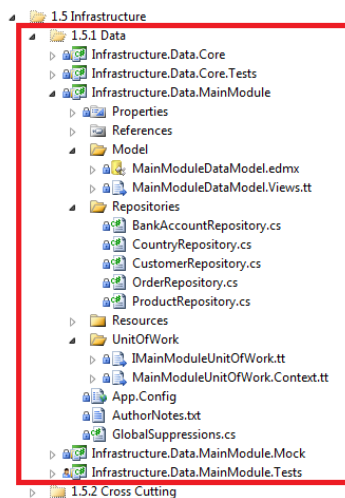 1.5 Infrastructure
1.5.1 Data
Infrastructure.Data.Core
Infrastructure.Data.Core.Tests
Infrastructure.Data.MainModule
Properties
References
Model
MainModuleDataModel.edmx
MainModuleDataModel.Views.tt
Repositories
BankAccountRepository.cs
CountryRepository.cs
CustomerRepository.cs
OrderRepository.cs
ProductRepository.cs
Resources
UnitOfWork
IMainModuleUnitOfWork.tt
MainModuleUnitOfWork.Context.tt
App.Config
AuthorNotes.txt
GlobalSuppressions.cs
Infrastructure.Data.MainModule.Mock
Infrastructure.Data.MainModule.Tests
1.5.2 Cross Cutting